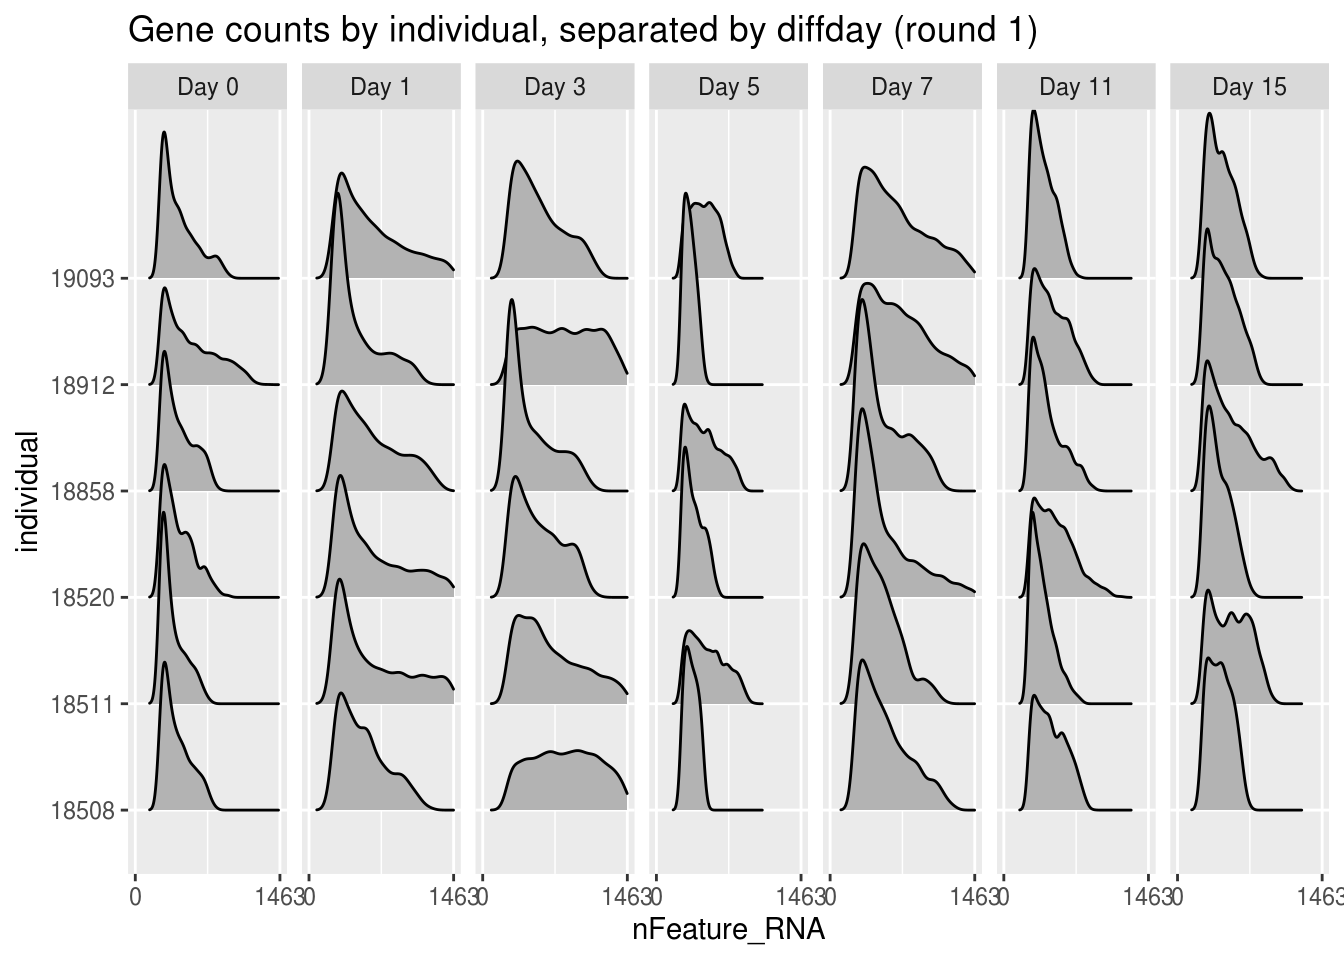 Gene counts by individual, separated by diffday (round 1)
Day 0 Day 1 Day 3 Day 5 Day 7 Day 11 Day 15
19093
18912
18858
18520
18511
18508
individual
0 1463 0 1463 0 1463 0 1463 0 1463 0 1463 0 1463
nFeature_RNA